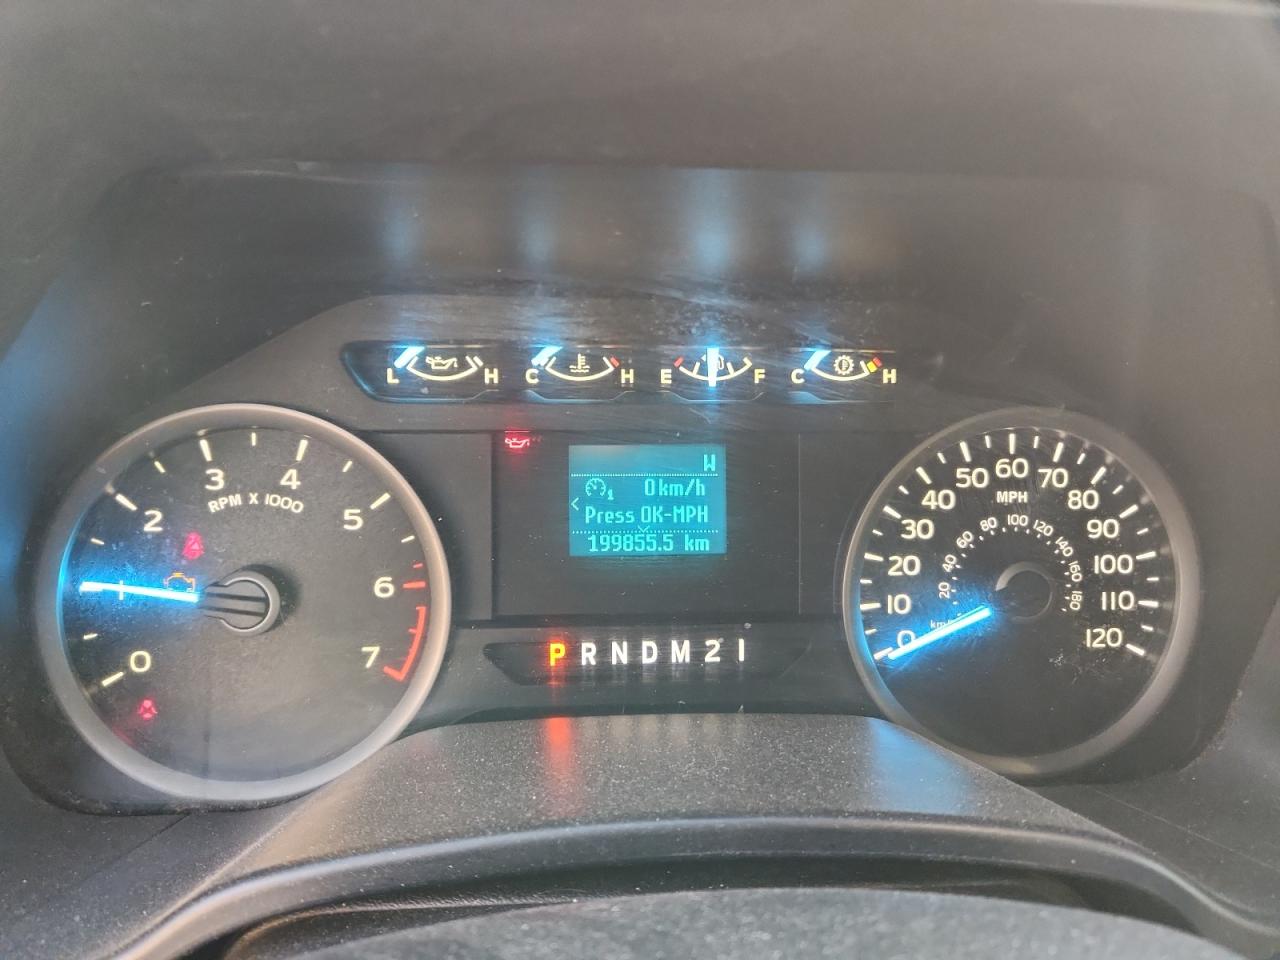 L H C H E F C H
3 4
RPM X 1000
2 5
1 6
0 7
W
0km/h
Press OK-MPH
199855.5 km
P R N D M 2 1
50 60 70
40 MPH 80
30 90
20 100
10 110
0 120
20 40 60 80 100 120 140 160 180